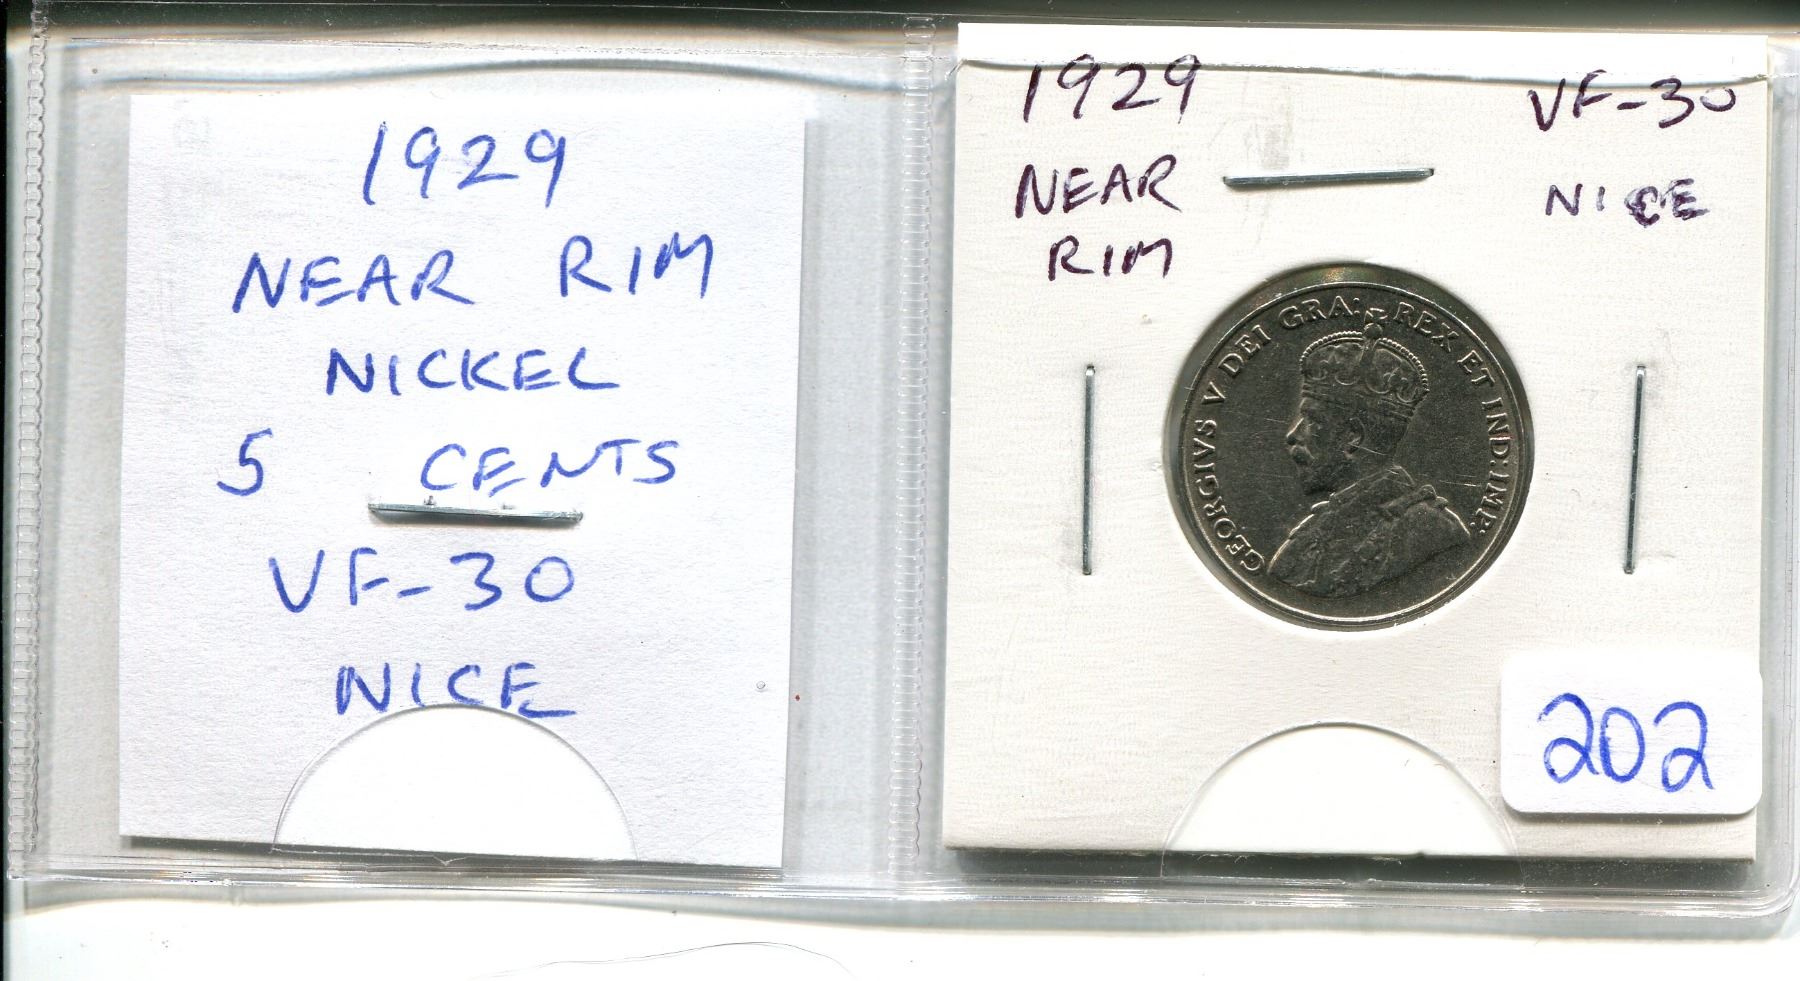 1929
NEAR RIM
NICKEL
5 CENTS
VF-30
NICE
1929
NEAR
RIM
VF-30
NICE
GEORGIVS V DEI GRA: REX ET IND: IMP.
202